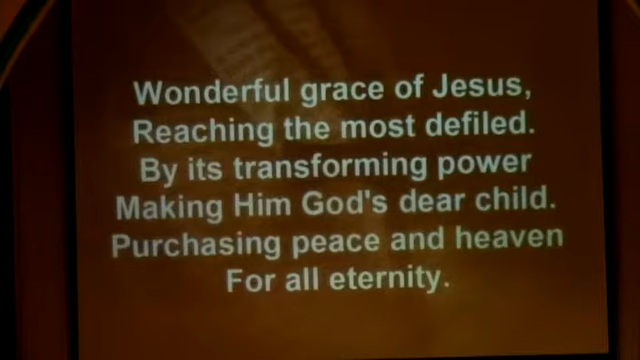 Wonderful grace of Jesus,
Reaching the most defiled.
By its transforming power
Making Him God's dear child.
Purchasing peace and heaven
For all eternity.